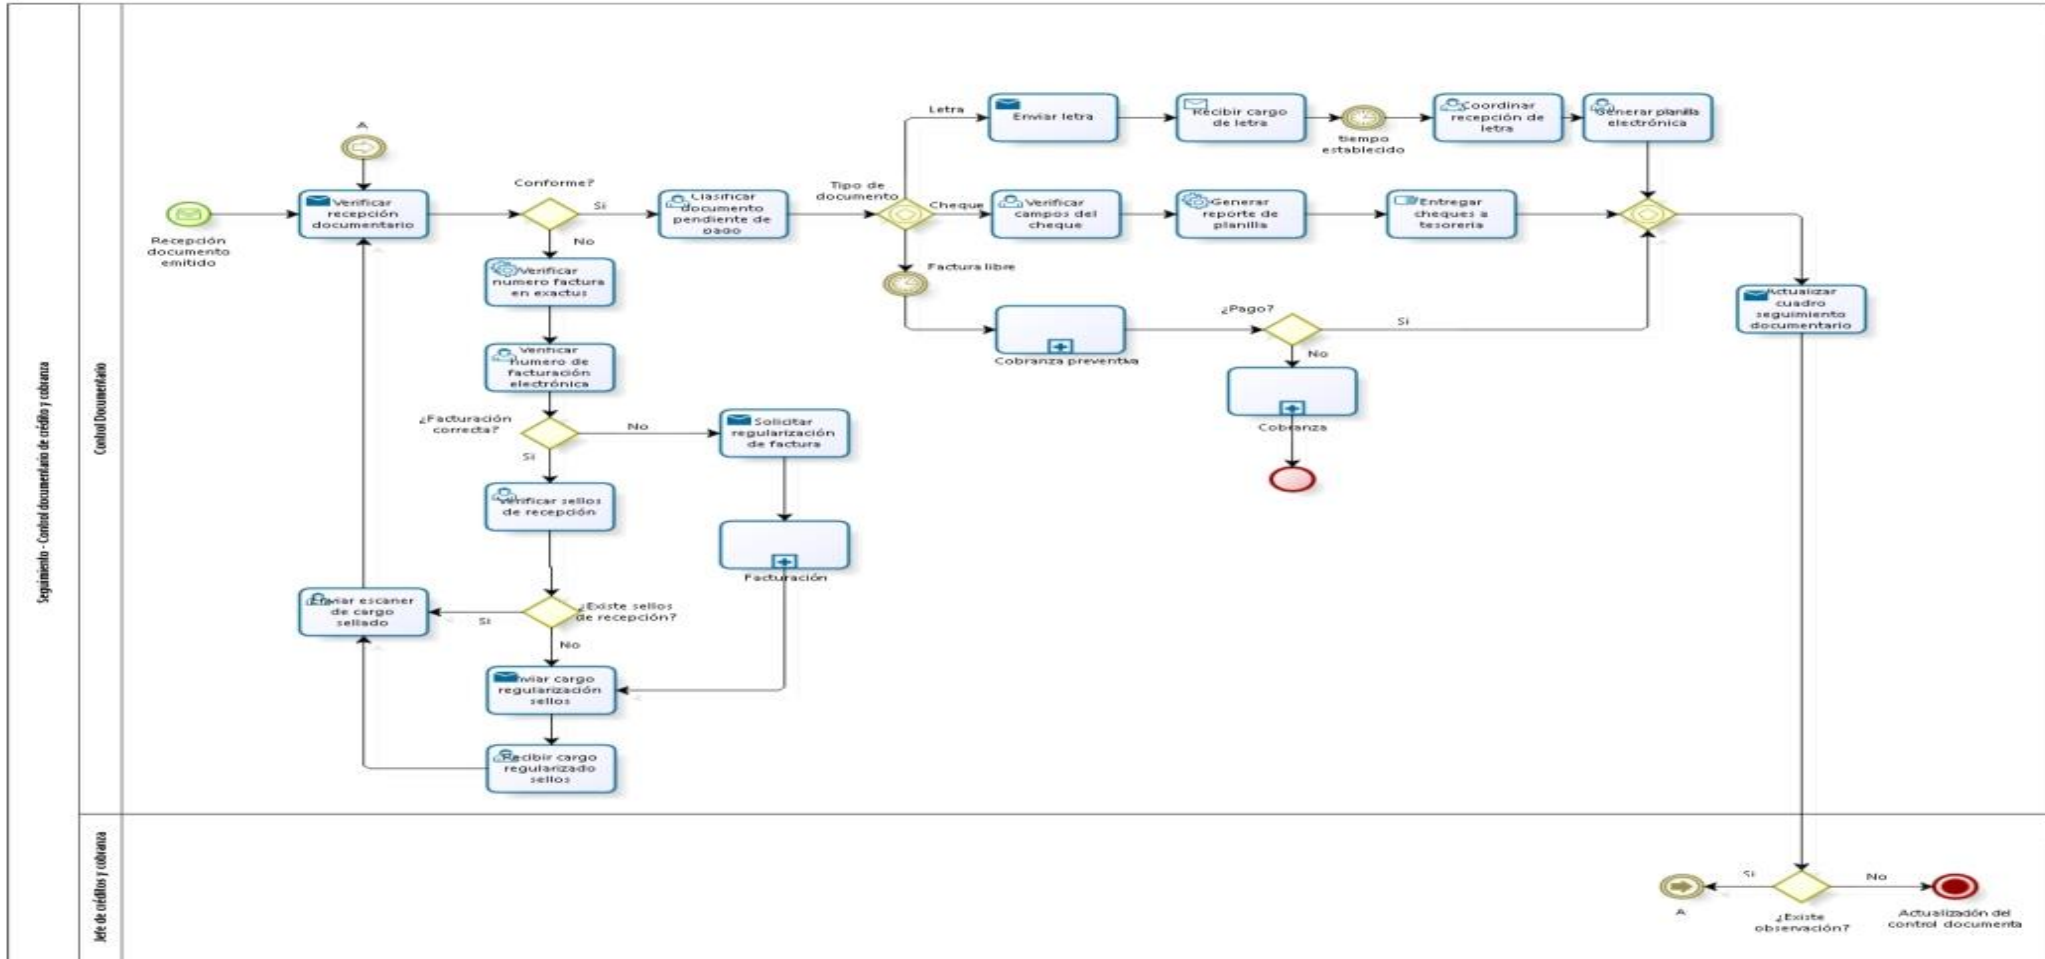 Seguimiento - Control documentario de crédito y cobranza
Control Documentario
Jefe de créditos y cobranza
A
Recepción
documento
emitido
Verificar
recepción
documentario
Conforme?
Si
No
Clasificar
documento
pendiente de
pago
Tipo de
documento
Letra
Enviar letra
Recibir cargo
de letra
tiempo
establecido
Coordinar
recepción de
letra
Generar planilla
electrónica
Cheque
Verificar
campos del
cheque
Generar
reporte de
planilla
Entregar
cheques a
tesoreria
Factura libre
Cobranza preventiva
¿Pago?
Si
No
Cobranza
Actualizar
cuadro
seguimiento
documentario
Verificar
numero factura
en exactus
Verificar
numero de
facturación
electrónica
¿Facturación
correcta?
No
Si
Solicitar
regularización
de factura
Facturación
Verificar sellos
de recepción
¿Existe sellos
de recepción?
Si
No
Enviar escaner
de cargo
sellado
Enviar cargo
regularización
sellos
Recibir cargo
regularizado
sellos
A
Si
¿Existe
observación?
No
Actualización del
control documenta